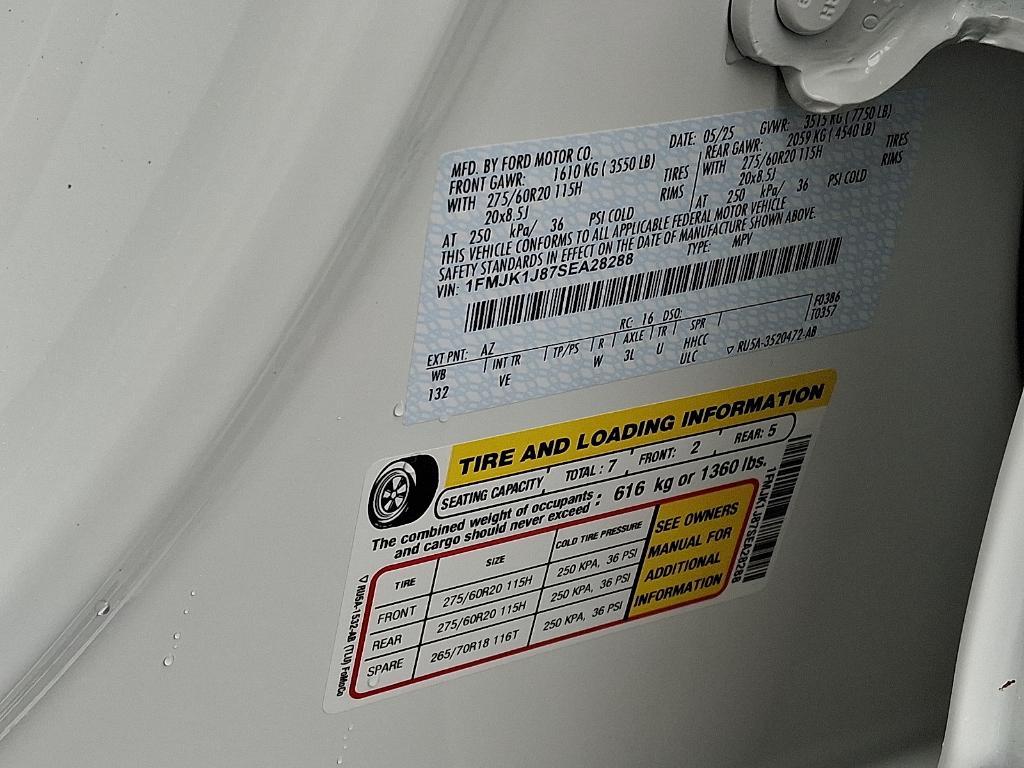 MFD. BY FORD MOTOR CO.
DATE: 05/25 GVWR: 3515 KG (7750 LB)
FRONT GAWR: 1610 KG (3550 LB)
REAR GAWR: 2059 KG (4540 LB)
WITH 275/60R20 115H TIRES
WITH 275/60R20 115H TIRES
20x8.5J RIMS
20x8.5J RIMS
AT 250 kPa/ 36 PSI COLD
AT 250 kPa/ 36 PSI COLD
THIS VEHICLE CONFORMS TO ALL APPLICABLE FEDERAL MOTOR VEHICLE
SAFETY STANDARDS IN EFFECT ON THE DATE OF MANUFACTURE SHOWN ABOVE.
VIN: 1FMJK1J87SEA28288 TYPE: MPV
EXT PNT: AZ RC: 16 DSO: F0386
T0357
WB INT TR TP/PS R AXLE TR SPR
132 VE W 3L U HHCC
ULC ▽ RU5A-3520472-AB
TIRE AND LOADING INFORMATION
SEATING CAPACITY TOTAL: 7 FRONT: 2 REAR: 5
The combined weight of occupants and cargo should never exceed : 616 kg or 1360 lbs.
TIRE SIZE COLD TIRE PRESSURE
FRONT 275/60R20 115H 250 KPA, 36 PSI
REAR 275/60R20 115H 250 KPA, 36 PSI
SPARE 265/70R18 116T 250 KPA, 36 PSI
SEE OWNERS
MANUAL FOR
ADDITIONAL
INFORMATION
1FMJK1J87SEA28288